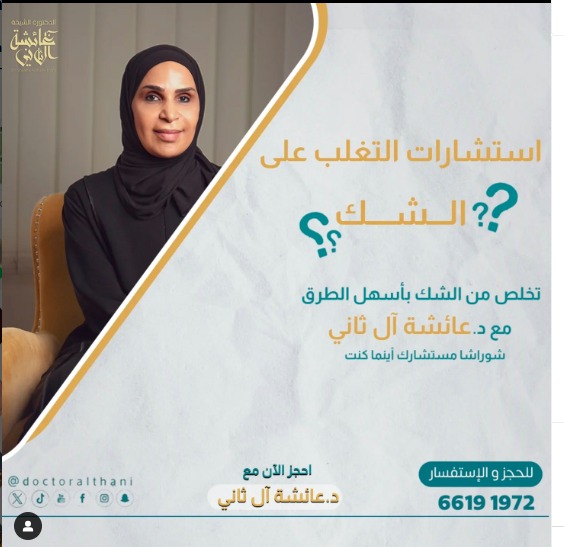 الدكتورة الشيخة
عائشة
آل ثاني
استشارات التغلب على
الــشــــك ??
??
تخلص من الشك بأسهل الطرق
مع د.عائشة آل ثاني
شوراشا مستشارك أينما كنت
@doctoralthani
احجز الآن مع
د.عائشة آل ثاني
للحجز و الإستفسار
6619 1972